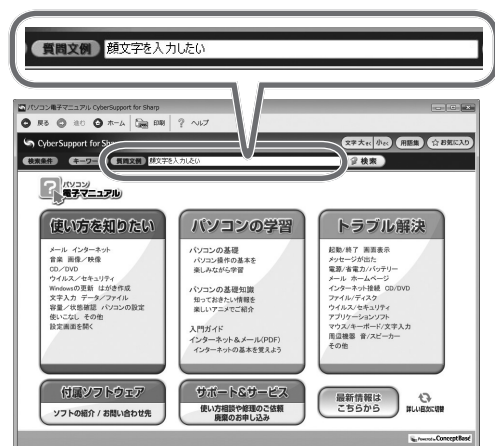 質問文例 顔文字を入力したい
パソコン電子マニュアル CyberSupport for Sharp
戻る 進む ホーム 印刷 ヘルプ
CyberSupport for Sh
文字 大きく 小さく 用語集 お気に入り
検索条件 キーワー 質問文例 顔文字を入力したい 検索
パソコン
電子マニュアル
使い方を知りたい
メール インターネット
音楽 画像/映像
CD/DVD
ウイルス/セキュリティ
Windowsの更新 はがき作成
文字入力 データ/ファイル
容量/状態確認 パソコンの設定
使いこなし その他
設定画面を開く
パソコンの学習
パソコンの基礎
パソコン操作の基本を
楽しみながら学習
パソコンの基礎知識
知っておきたい情報を
楽しいアニメでご紹介
入門ガイド
インターネット&メール(PDF)
インターネットの基本を覚えよう
トラブル解決
起動/終了 画面表示
メッセージが出た
電源/省電力/バッテリー
メール ホームページ
インターネット接続 CD/DVD
ファイル/ディスク
ウイルス/セキュリティ
アプリケーションソフト
マウス/キーボード/文字入力
周辺機器 音/スピーカー
その他
付属ソフトウェア
ソフトの紹介 / お問い合わせ先
サポート&サービス
使い方相談や修理のご依頼
廃棄のお申し込み
最新情報は
こちらから
詳しい目次に切替
Powered by ConceptBase